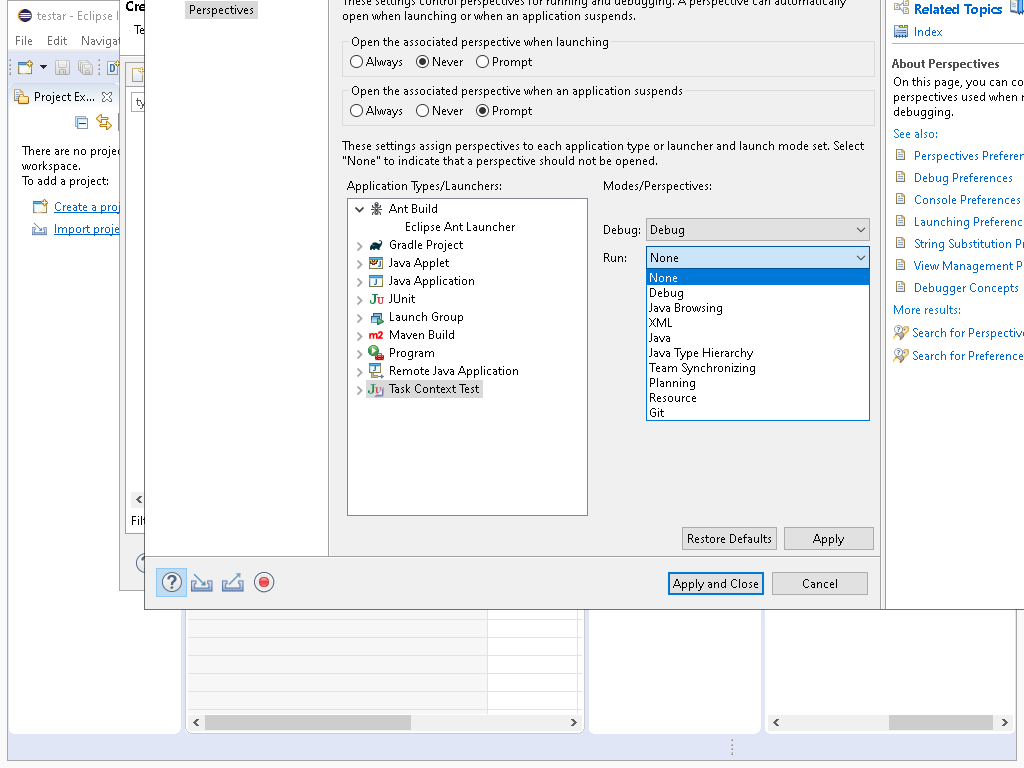 testar - Eclipse I
File Edit Navigat
Project Ex...
There are no proje
workspace.
To add a project:
Create a proj
Import proje
Cre
Te
ty
Filt
Perspectives
These settings control perspectives for running and debugging. A perspective can automatically
open when launching or when an application suspends.
Open the associated perspective when launching
Always Never Prompt
Open the associated perspective when an application suspends
Always Never Prompt
These settings assign perspectives to each application type or launcher and launch mode set. Select
"None" to indicate that a perspective should not be opened.
Application Types/Launchers:
Ant Build
Eclipse Ant Launcher
Gradle Project
Java Applet
Java Application
JUnit
Launch Group
Maven Build
Program
Remote Java Application
Task Context Test
Modes/Perspectives:
Debug: Debug
Run: None
None
Debug
Java Browsing
XML
Java
Java Type Hierarchy
Team Synchronizing
Planning
Resource
Git
Restore Defaults Apply
Apply and Close Cancel
Related Topics
Index
About Perspectives
On this page, you can co
perspectives used when r
debugging.
See also:
Perspectives Preferen
Debug Preferences
Console Preferences
Launching Preferenc
String Substitution P
View Management P
Debugger Concepts
More results:
Search for Perspective
Search for Preference